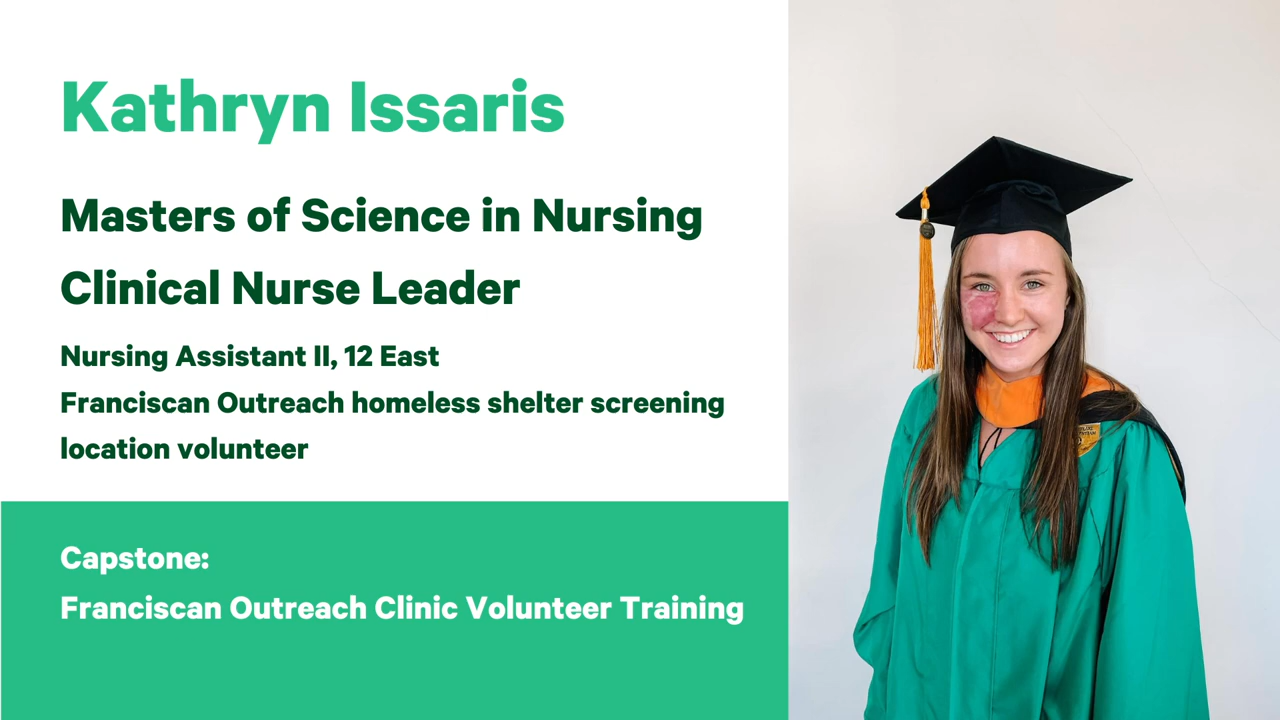 Kathryn Issaris
Masters of Science in Nursing
Clinical Nurse Leader
Nursing Assistant II, 12 East
Franciscan Outreach homeless shelter screening
location volunteer
Capstone:
Franciscan Outreach Clinic Volunteer Training